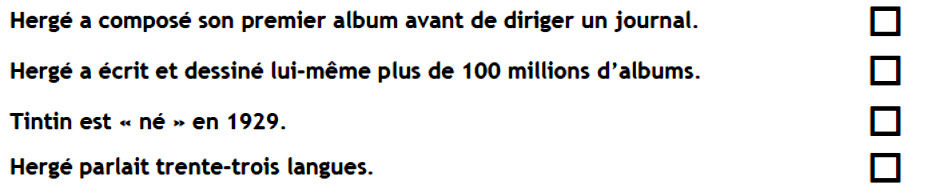 Hergé a composé son premier album avant de diriger un journal.
Hergé a écrit et dessiné lui-même plus de 100 millions d'albums.
Tintin est « né » en 1929.
Hergé parlait trente-trois langues.